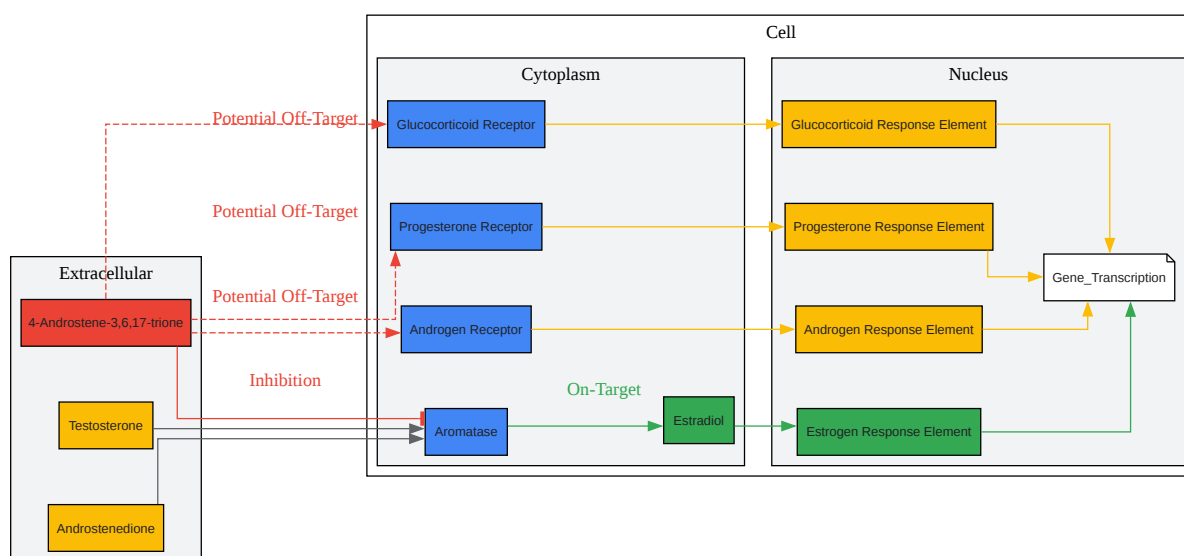 Cell
Cytoplasm
Nucleus
Potential Off-Target
Glucocorticoid Receptor
Glucocorticoid Response Element
Potential Off-Target
Progesterone Receptor
Progesterone Response Element
Extracellular
Gene_Transcription
4-Androstene-3,6,17-trione
Potential Off-Target
Androgen Receptor
Androgen Response Element
Inhibition
On-Target
Testosterone
Aromatase
Estradiol
Estrogen Response Element
Androstenedione